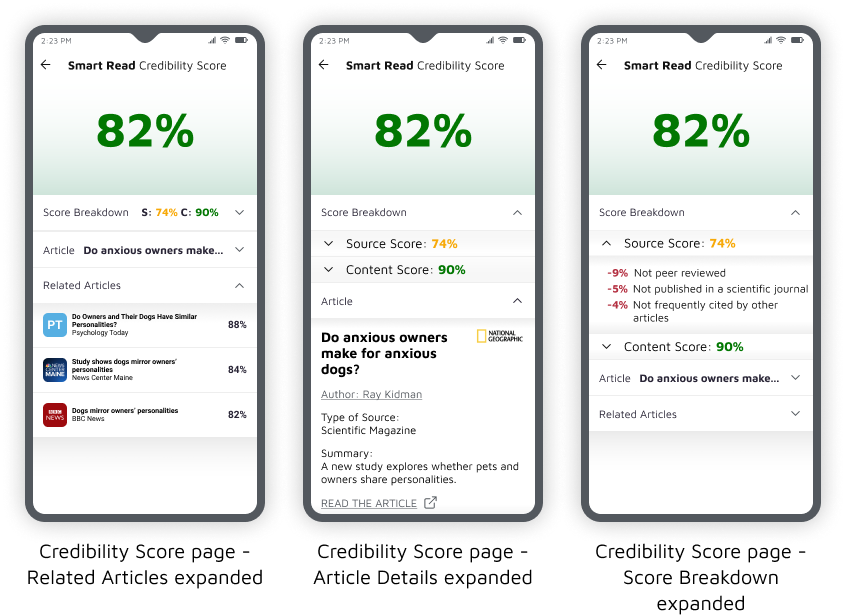 2:23 PM
Smart Read Credibility Score
82%
Score Breakdown S: 74% C: 90%
Article Do anxious owners make...
Related Articles
PT
Do Owners and Their Dogs Have Similar
Personalities?
Psychology Today
88%
NEWS
CENTER
MAINE
Study shows dogs mirror owners'
personalities
News Center Maine
84%
BBC
NEWS
Dogs mirror owners' personalities
BBC News
82%
Credibility Score page -
Related Articles expanded
2:23 PM
Smart Read Credibility Score
82%
Score Breakdown
Source Score: 74%
Content Score: 90%
Article
Do anxious owners
make for anxious
dogs?
NATIONAL
GEOGRAPHIC
Author: Ray Kidman
Type of Source:
Scientific Magazine
Summary:
A new study explores whether pets and
owners share personalities.
READ THE ARTICLE
Credibility Score page -
Article Details expanded
2:23 PM
Smart Read Credibility Score
82%
Score Breakdown
Source Score: 74%
-9% Not peer reviewed
-5% Not published in a scientific journal
-4% Not frequently cited by other
articles
Content Score: 90%
Article Do anxious owners make...
Related Articles
Credibility Score page -
Score Breakdown
expanded